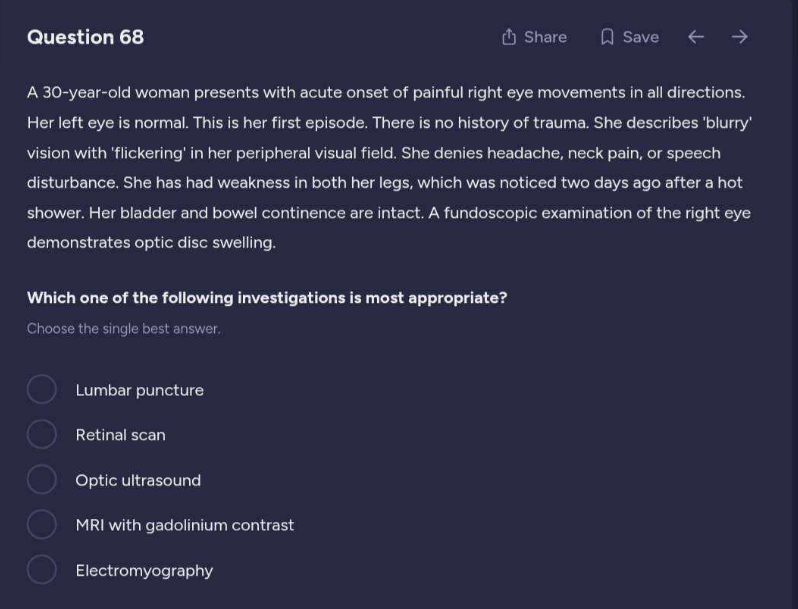 Question 68
Share
Save
A 30-year-old woman presents with acute onset of painful right eye movements in all directions.
Her left eye is normal. This is her first episode. There is no history of trauma. She describes 'blurry'
vision with 'flickering' in her peripheral visual field. She denies headache, neck pain, or speech
disturbance. She has had weakness in both her legs, which was noticed two days ago after a hot
shower. Her bladder and bowel continence are intact. A fundoscopic examination of the right eye
demonstrates optic disc swelling.
Which one of the following investigations is most appropriate?
Choose the single best answer.
Lumbar puncture
Retinal scan
Optic ultrasound
MRI with gadolinium contrast
Electromyography